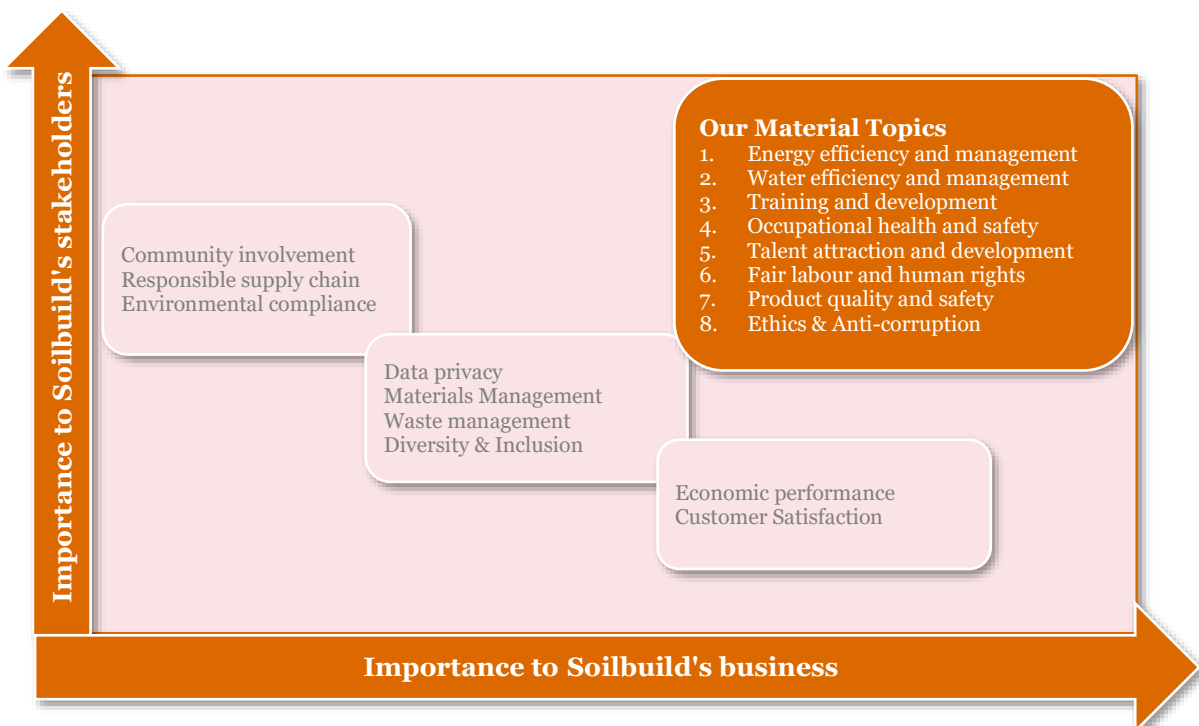 Importance to Soilbuild's stakeholders
Our Material Topics
1. Energy efficiency and management
2. Water efficiency and management
3. Training and development
4. Occupational health and safety
5. Talent attraction and development
6. Fair labour and human rights
7. Product quality and safety
8. Ethics & Anti-corruption
Community involvement
Responsible supply chain
Environmental compliance
Data privacy
Materials Management
Waste management
Diversity & Inclusion
Economic performance
Customer Satisfaction
Importance to Soilbuild's business